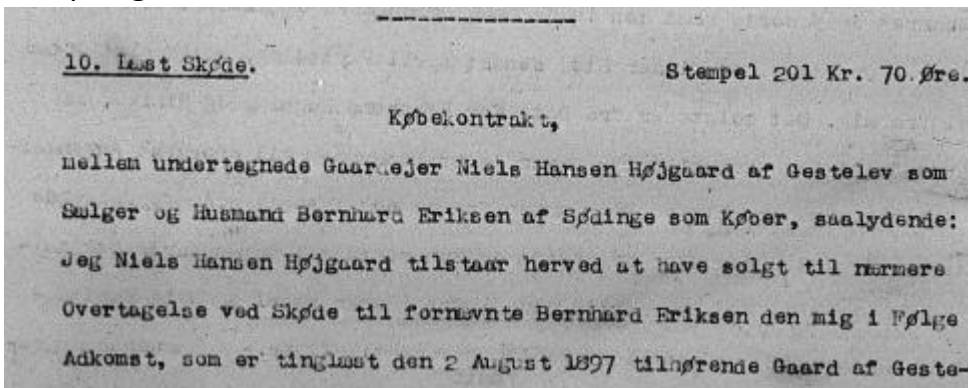 10. Læst Skøde.
Stempel 201 Kr. 70 Øre.
Købekontrakt,
mellem undertegnede Gaardejer Niels Hansen Højgaard af Gestelev som
Sælger og Husmand Bernhard Eriksen af Sødinge som Køber, saalydende:
Jeg Niels Hansen Højgaard tilstaar herved at have solgt til nærmere
Overtagelse ved Skøde til fornævnte Bernhard Eriksen den mig i Følge
Adkomst, som er tinglæst den 2 August 1897 tilhørende Gaard af Geste-